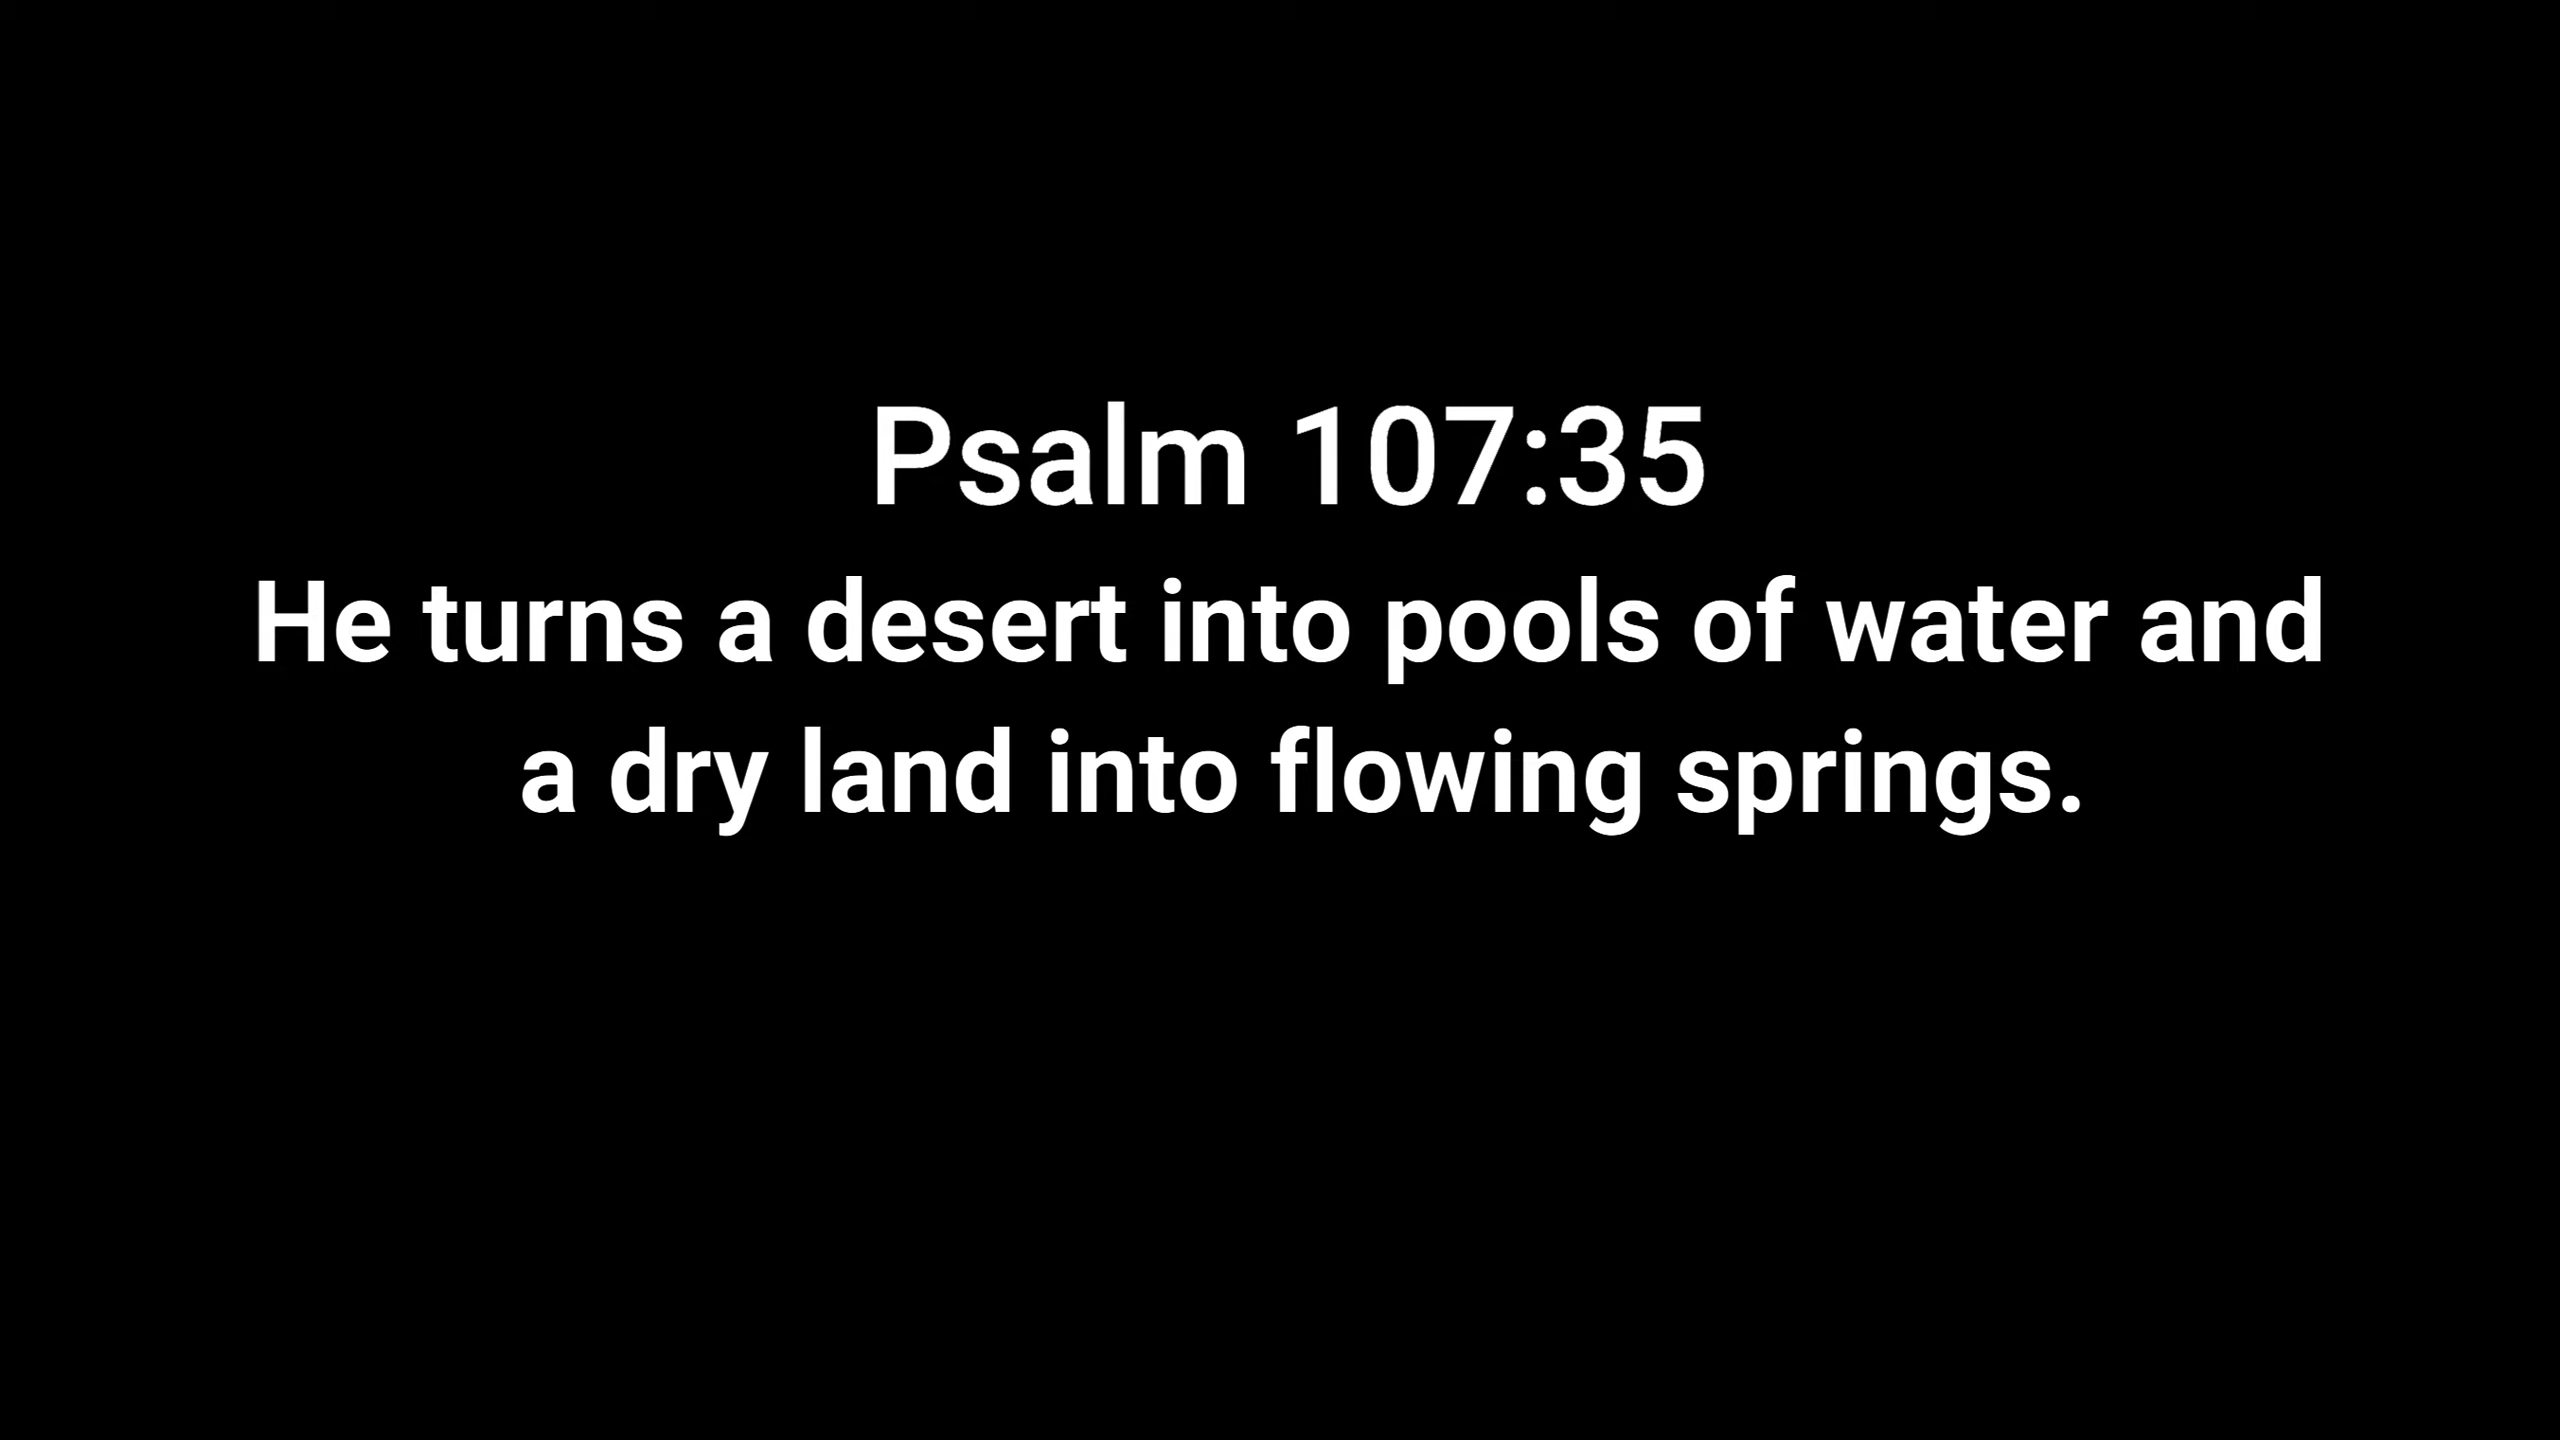 Psalm 107:35
He turns a desert into pools of water and
a dry land into flowing springs.